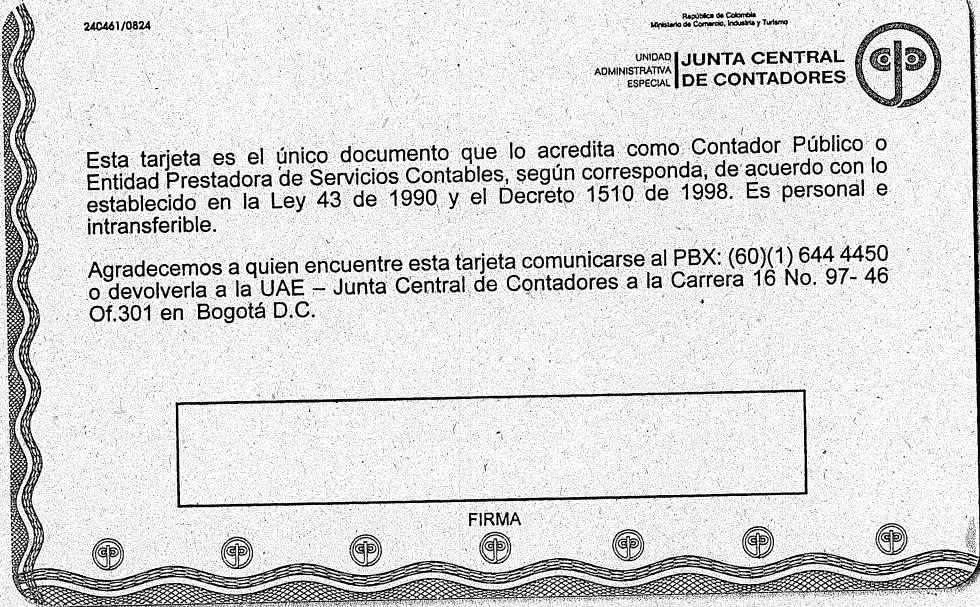 240461/0824
República de Colombia
Ministerio de Comercio, Industria y Turismo
UNIDAD
ADMINISTRATIVA
ESPECIAL
JUNTA CENTRAL
DE CONTADORES
Esta tarjeta es el único documento que lo acredita como Contador Público o
Entidad Prestadora de Servicios Contables, según corresponda, de acuerdo con lo
establecido en la Ley 43 de 1990 y el Decreto 1510 de 1998. Es personal e
intransferible.
Agradecemos a quien encuentre esta tarjeta comunicarse al PBX: (60)(1) 644 4450
o devolverla a la UAE – Junta Central de Contadores a la Carrera 16 No. 97- 46
Of.301 en Bogotá D.C.
FIRMA